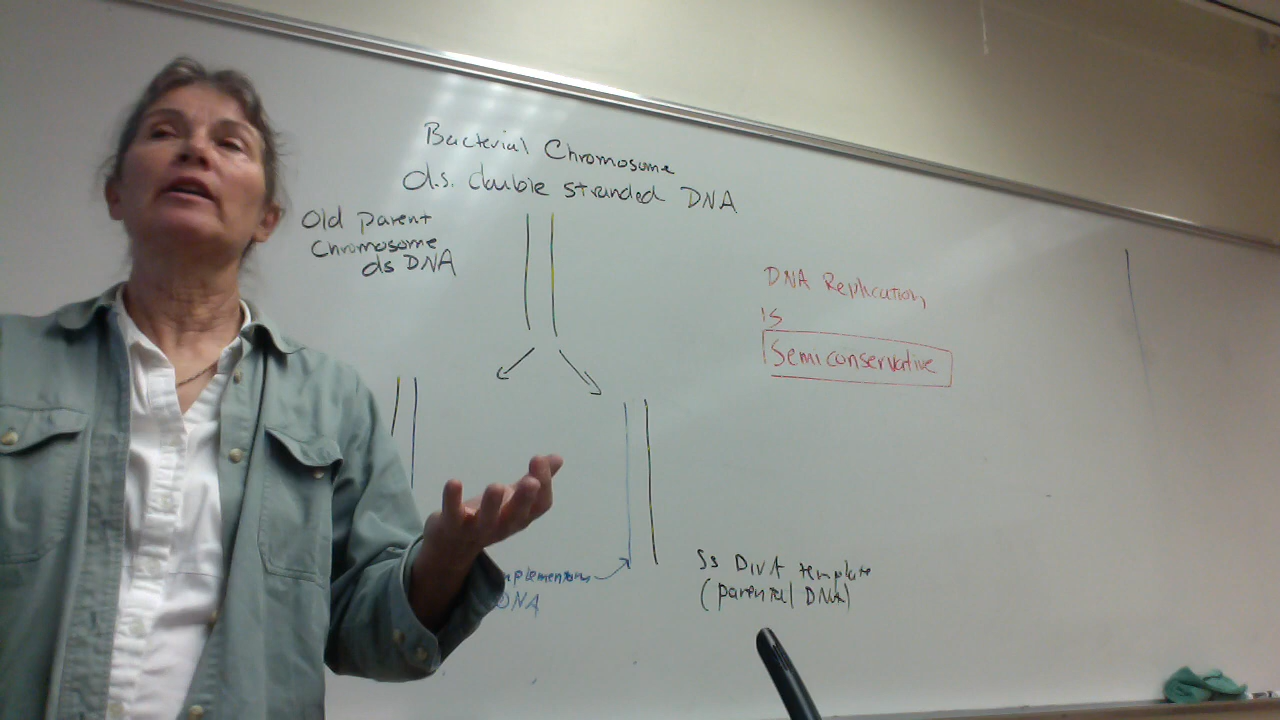 Bacterial Chromosome
d.s. double stranded DNA
Old parent
Chromosome
ds DNA
DNA Replication
is
Semiconservative
DNA
ss DNA template
(parental DNA)